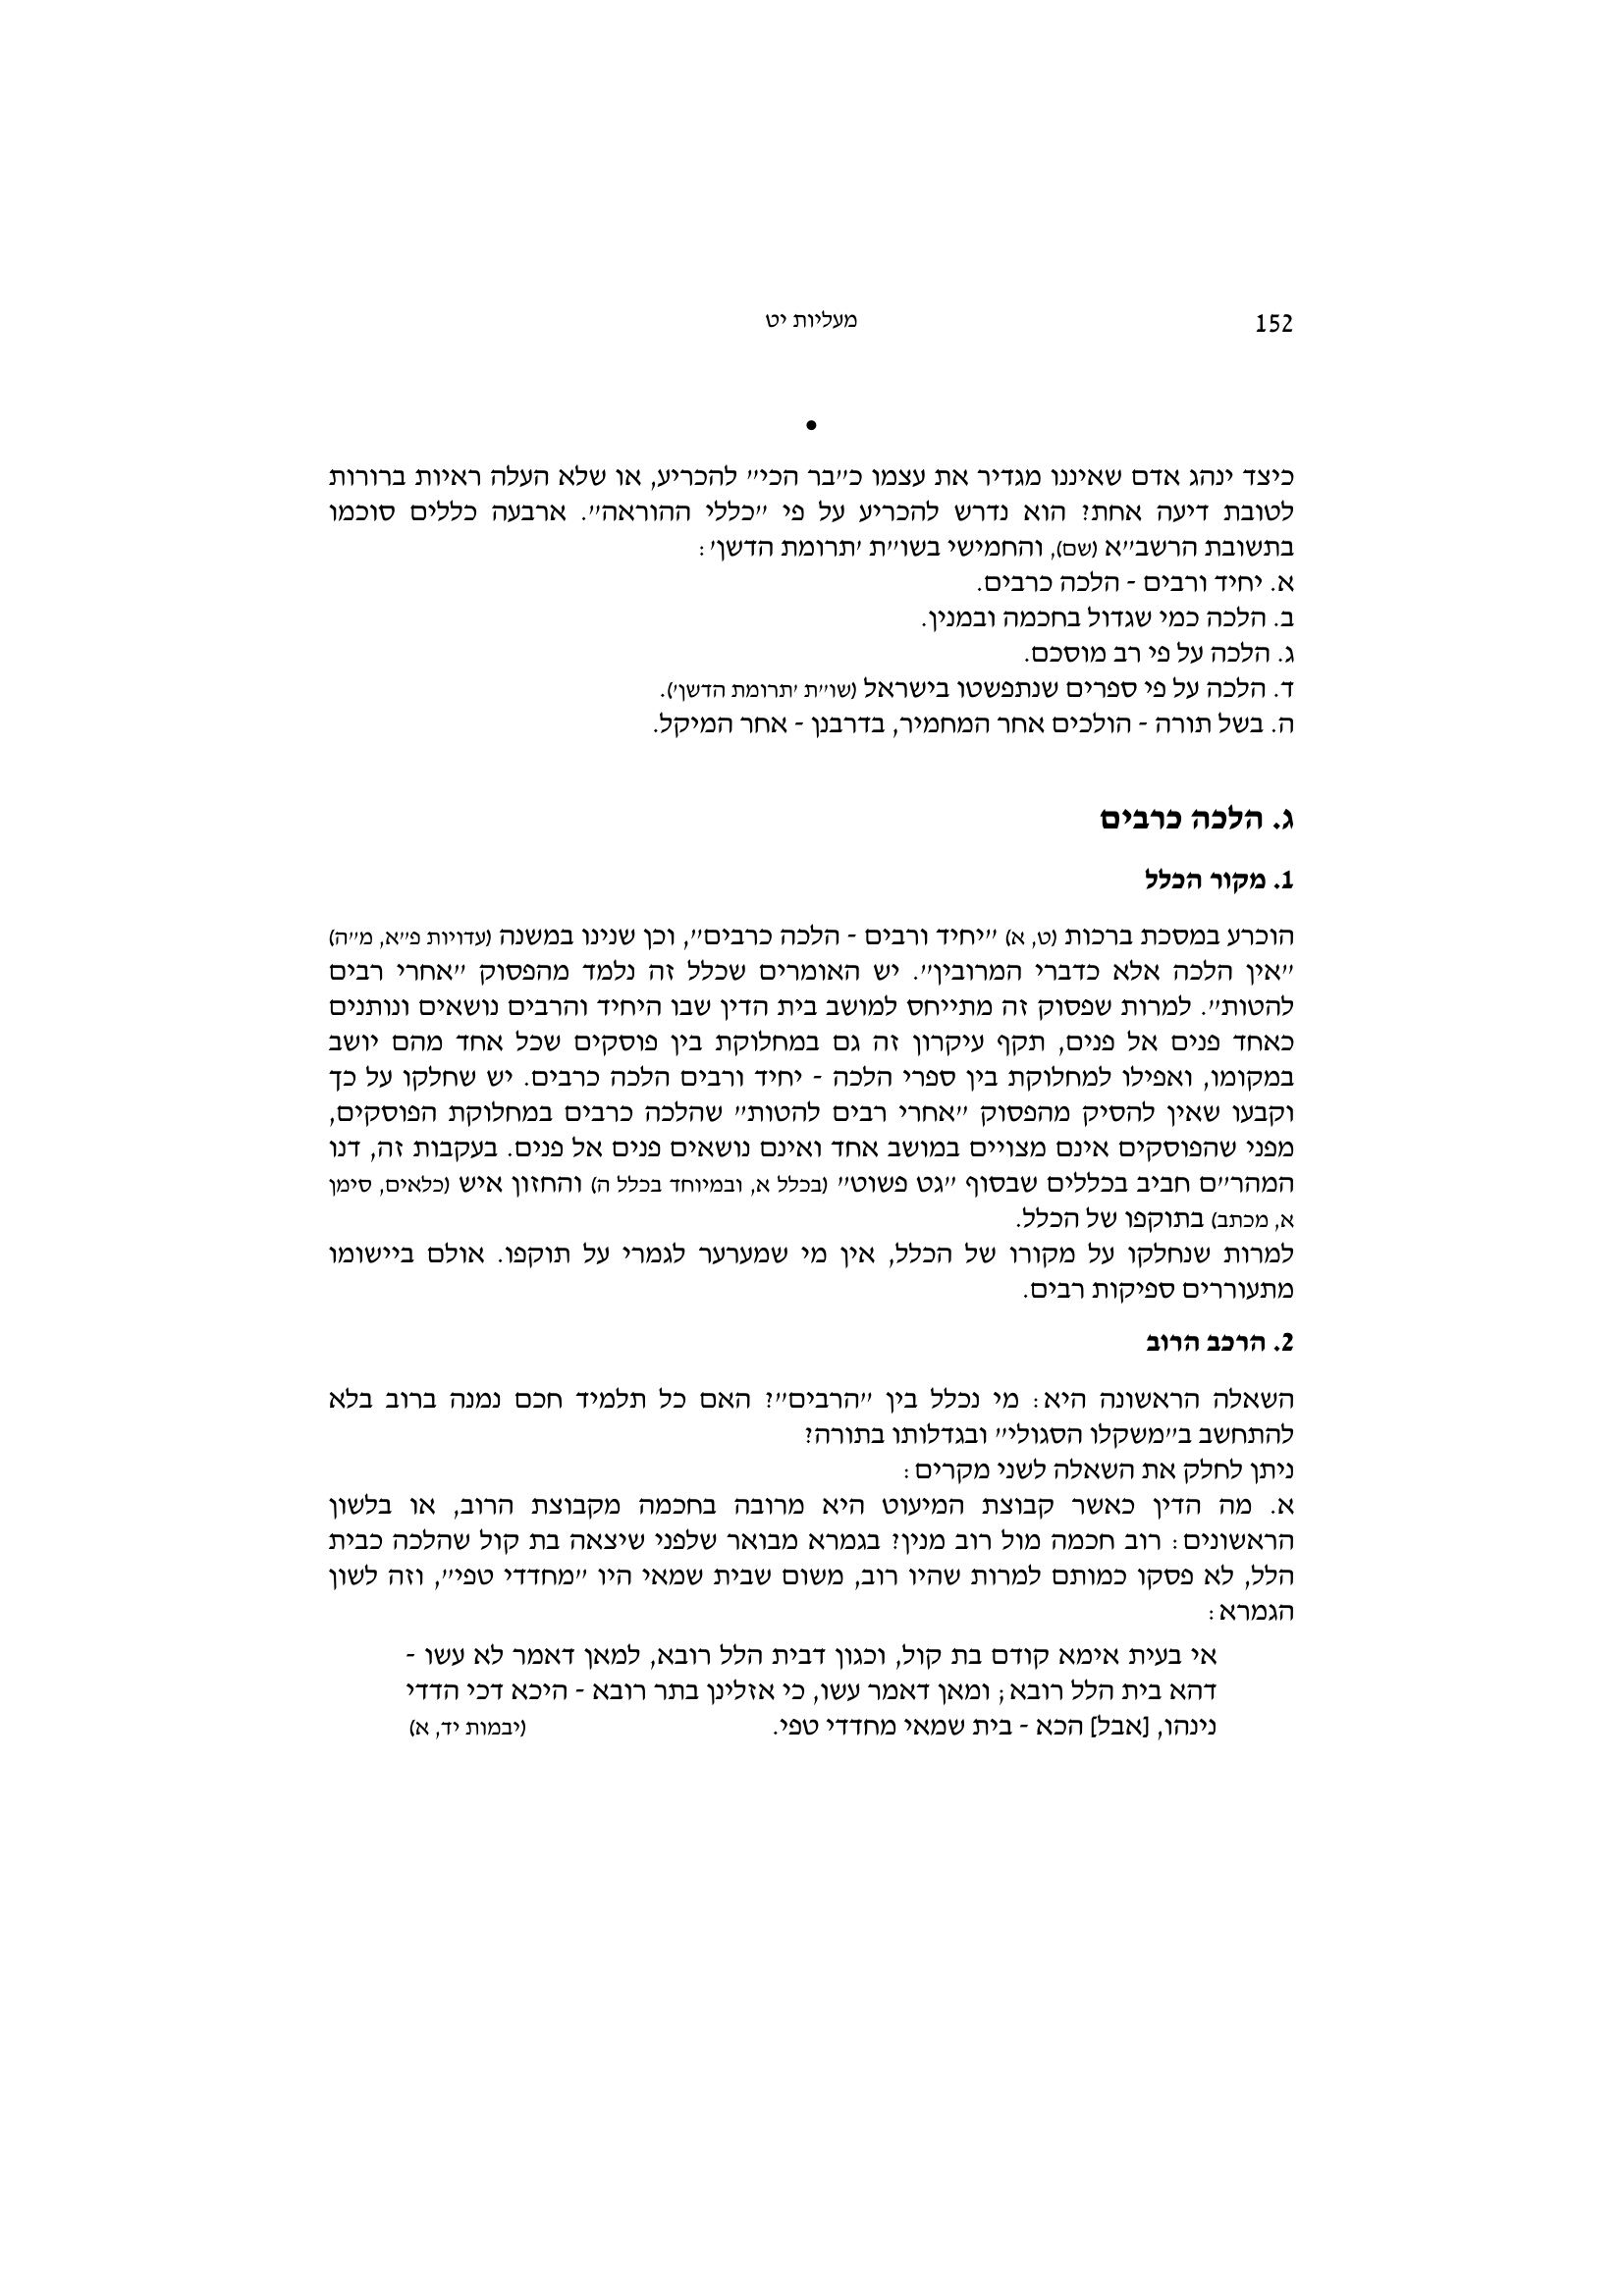 152
מעליות יט
•
כיצד ינהג אדם שאיננו מגדיר את עצמו כ״בר הכי״ להכריע, או שלא העלה ראיות ברורות
לטובת דיעה אחת? הוא נדרש להכריע על פי ״כללי ההוראה״. ארבעה כללים סוכמו
בתשובת הרשב״א (שם), והחמישי בשו״ת ׳תרומת הדשן׳:
א. יחיד ורבים - הלכה כרבים.
ב. הלכה כמי שגדול בחכמה ובמנין.
ג. הלכה על פי רב מוסכם.
ד. הלכה על פי ספרים שנתפשטו בישראל (שו״ת ׳תרומת הדשן׳).
ה. בשל תורה - הולכים אחר המחמיר, בדרבנן - אחר המיקל.
ג. הלכה כרבים
1. מקור הכלל
הוכרע במסכת ברכות (ט, א) ״יחיד ורבים - הלכה כרבים״, וכן שנינו במשנה (עדויות פ״א, מ״ה)
״אין הלכה אלא כדברי המרובין״. יש האומרים שכלל זה נלמד מהפסוק ״אחרי רבים
להטות״. למרות שפסוק זה מתייחס למושב בית הדין שבו היחיד והרבים נושאים ונותנים
כאחד פנים אל פנים, תקף עיקרון זה גם במחלוקת בין פוסקים שכל אחד מהם יושב
במקומו, ואפילו למחלוקת בין ספרי הלכה - יחיד ורבים הלכה כרבים. יש שחלקו על כך
וקבעו שאין להסיק מהפסוק ״אחרי רבים להטות״ שהלכה כרבים במחלוקת הפוסקים,
מפני שהפוסקים אינם מצויים במושב אחד ואינם נושאים פנים אל פנים. בעקבות זה, דנו
המהר״ם חביב בכללים שבסוף ״גט פשוט״ (בכלל א, ובמיוחד בכלל ה) והחזון איש (כלאים, סימן
א, מכתב) בתוקפו של הכלל.
למרות שנחלקו על מקורו של הכלל, אין מי שמערער לגמרי על תוקפו. אולם ביישומו
מתעוררים ספיקות רבים.
2. הרכב הרוב
השאלה הראשונה היא: מי נכלל בין ״הרבים״? האם כל תלמיד חכם נמנה ברוב בלא
להתחשב ב״משקלו הסגולי״ ובגדלותו בתורה?
ניתן לחלק את השאלה לשני מקרים:
א. מה הדין כאשר קבוצת המיעוט היא מרובה בחכמה מקבוצת הרוב, או בלשון
הראשונים: רוב חכמה מול רוב מנין? בגמרא מבואר שלפני שיצאה בת קול שהלכה כבית
הלל, לא פסקו כמותם למרות שהיו רוב, משום שבית שמאי היו ״מחדדי טפי״, וזה לשון
הגמרא:
אי בעית אימא קודם בת קול, וכגון דבית הלל רובא, למאן דאמר לא עשו -
דהא בית הלל רובא; ומאן דאמר עשו, כי אזלינן בתר רובא - היכא דכי הדדי
נינהו, [אבל] הכא - בית שמאי מחדדי טפי. (יבמות יד, א)